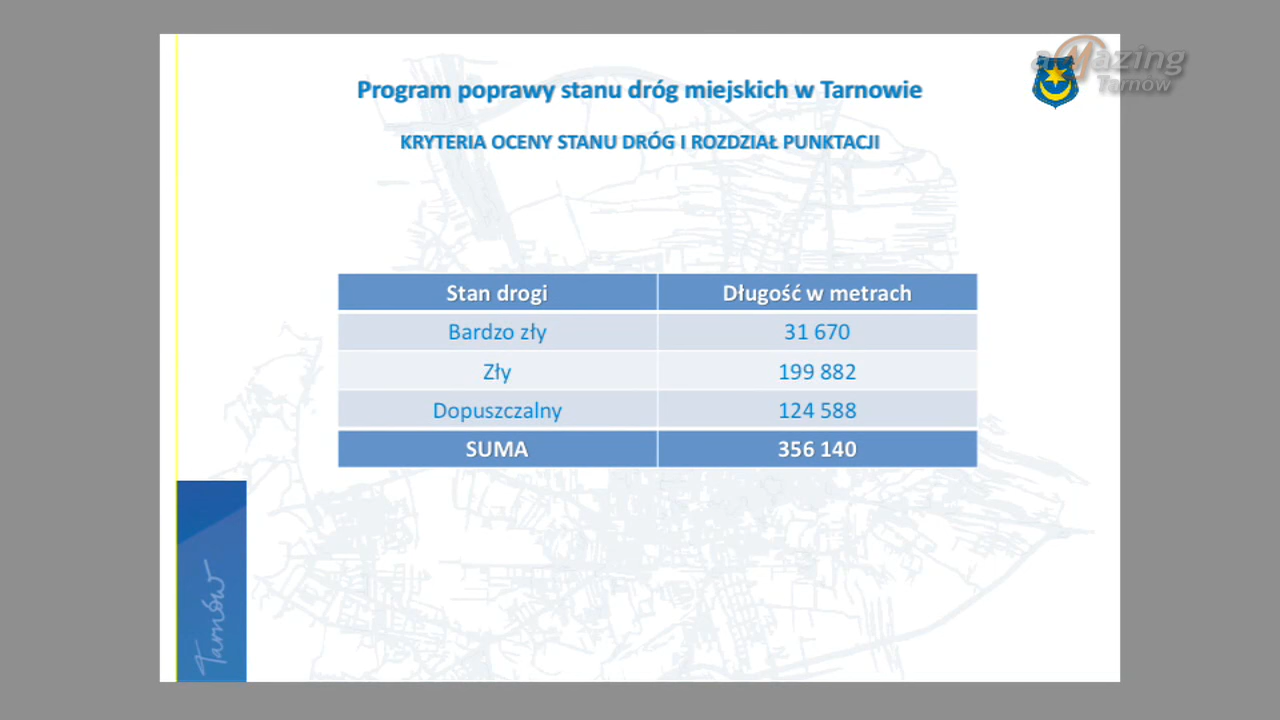 aMazing
Tarnow
Program poprawy stanu dróg miejskich w Tarnowie
KRYTERIA OCENY STANU DRÓG I ROZDZIAŁ PUNKTACJI
Stan drogi Długość w metrach
Bardzo zły 31 670
Zły 199 882
Dopuszczalny 124 588
SUMA 356 140
Tarnów